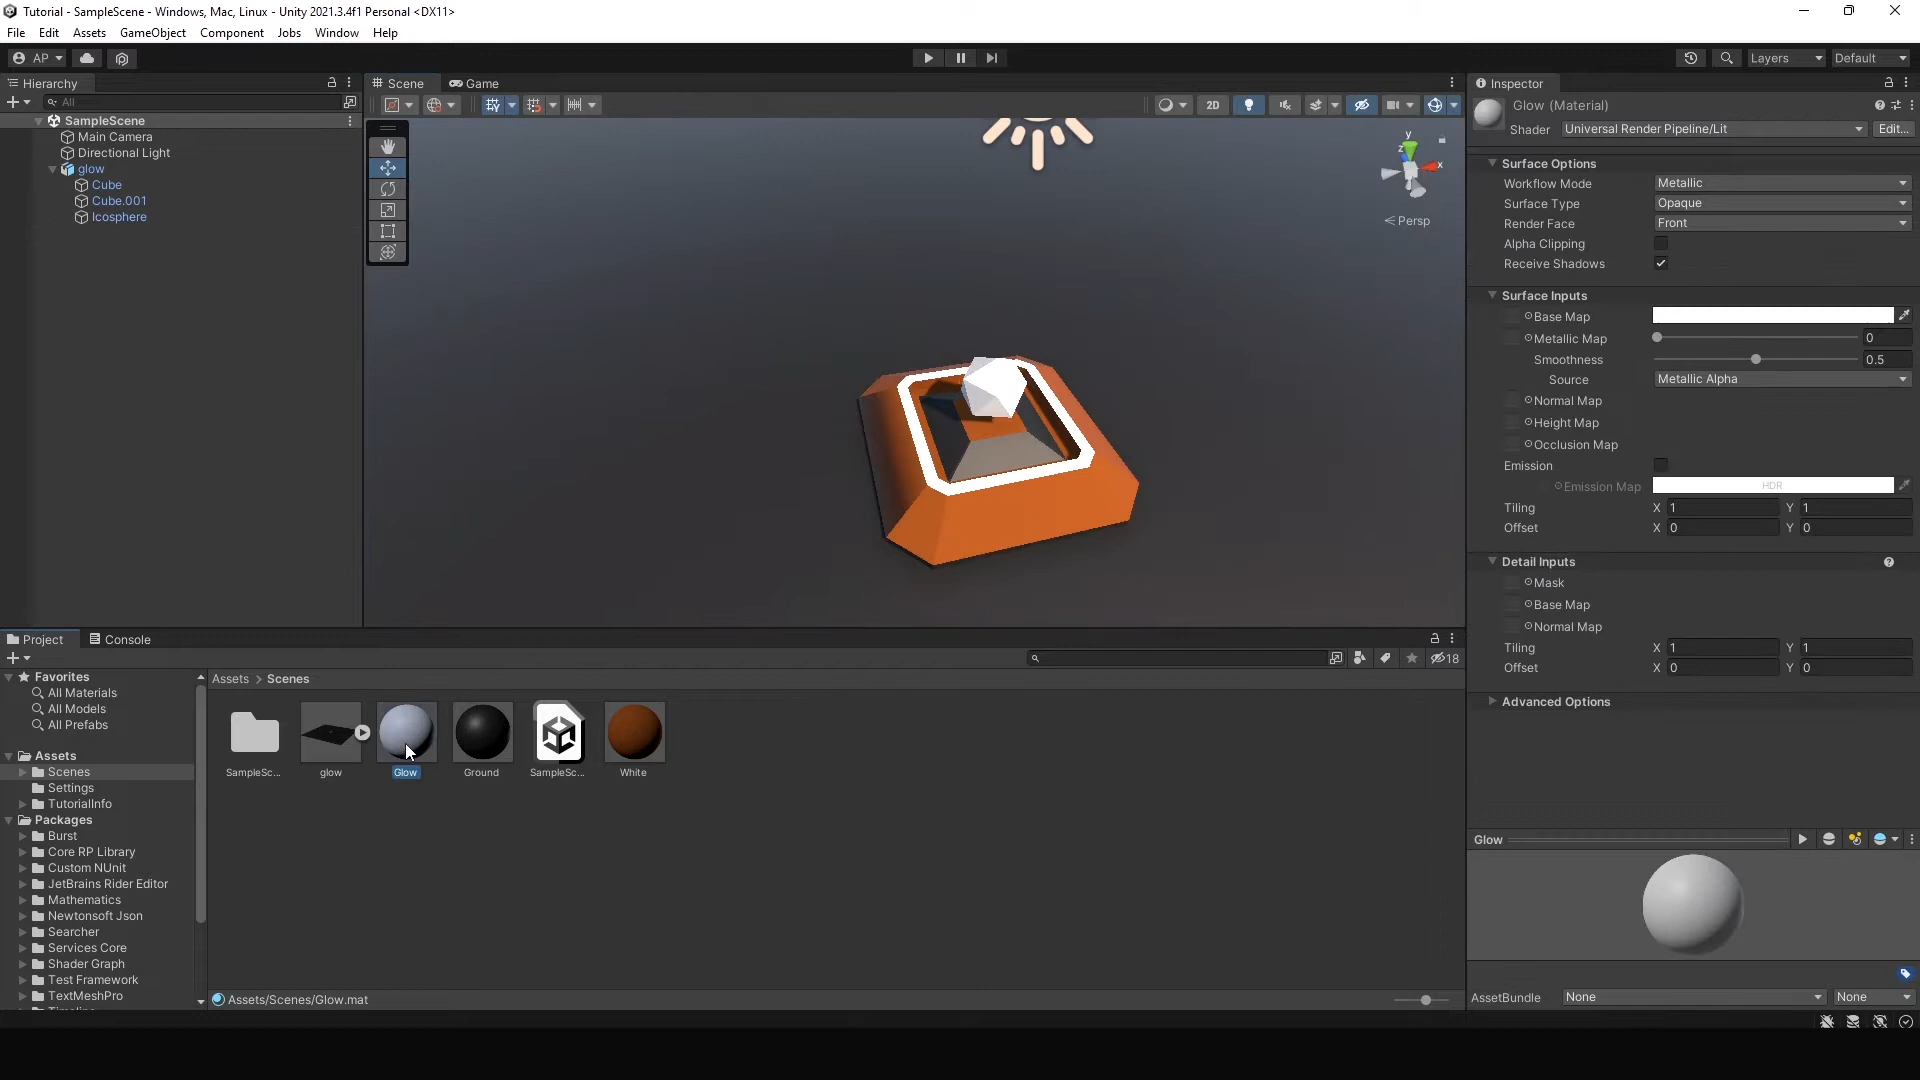 Tutorial - SampleScene - Windows, Mac, Linux - Unity 2021.3.4f1 Personal <DX11>
File Edit Assets GameObject Component Jobs Window Help
AP Layers Default
Hierarchy
All
SampleScene
Main Camera
Directional Light
glow
Cube
Cube.001
Icosphere
Scene Game
2D
y
z
x
Persp
Inspector
Glow (Material)
Shader Universal Render Pipeline/Lit Edit...
Surface Options
Workflow Mode Metallic
Surface Type Opaque
Render Face Front
Alpha Clipping
Receive Shadows
Surface Inputs
Base Map
Metallic Map 0
Smoothness 0.5
Source Metallic Alpha
Normal Map
Height Map
Occlusion Map
Emission
Emission Map HDR
Tiling X 1 Y 1
Offset X 0 Y 0
Detail Inputs
Mask
Base Map
Normal Map
Tiling X 1 Y 1
Offset X 0 Y 0
Advanced Options
Glow
AssetBundle None None
Project Console
18
Favorites
All Materials
All Models
All Prefabs
Assets
Scenes
Settings
TutorialInfo
Packages
Burst
Core RP Library
Custom NUnit
JetBrains Rider Editor
Mathematics
Newtonsoft Json
Searcher
Services Core
Shader Graph
Test Framework
TextMeshPro
Assets > Scenes
SampleSc... glow Glow Ground SampleSc... White
Assets/Scenes/Glow.mat